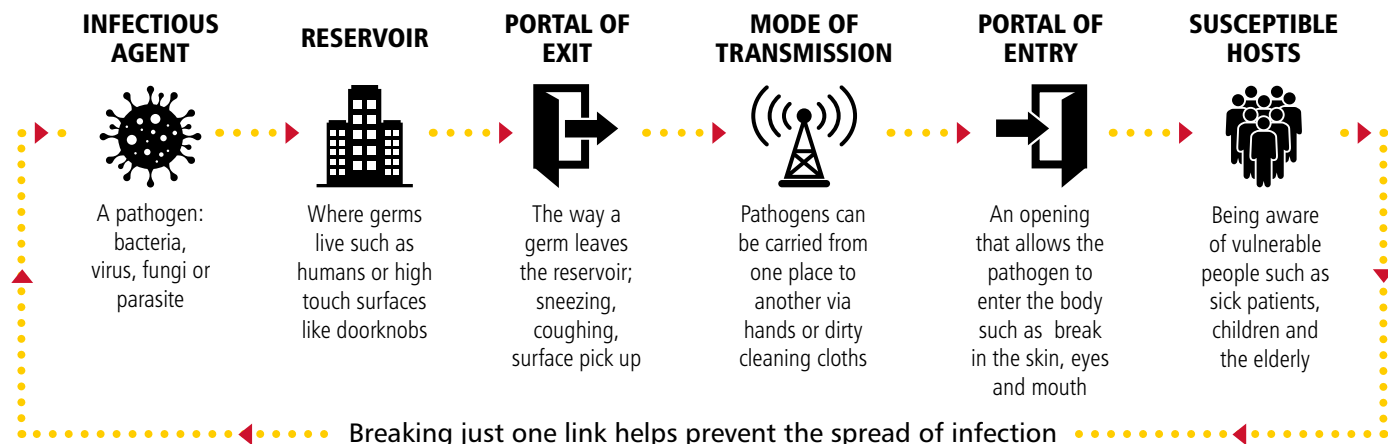 INFECTIOUS
AGENT
A pathogen:
bacteria,
virus, fungi or
parasite
RESERVOIR
Where germs
live such as
humans or high
touch surfaces
like doorknobs
PORTAL OF
EXIT
The way a
germ leaves
the reservoir;
sneezing,
coughing,
surface pick up
MODE OF
TRANSMISSION
Pathogens can
be carried from
one place to
another via
hands or dirty
cleaning cloths
PORTAL OF
ENTRY
An opening
that allows the
pathogen to
enter the body
such as break
in the skin, eyes
and mouth
SUSCEPTIBLE
HOSTS
Being aware
of vulnerable
people such as
sick patients,
children and
the elderly
Breaking just one link helps prevent the spread of infection